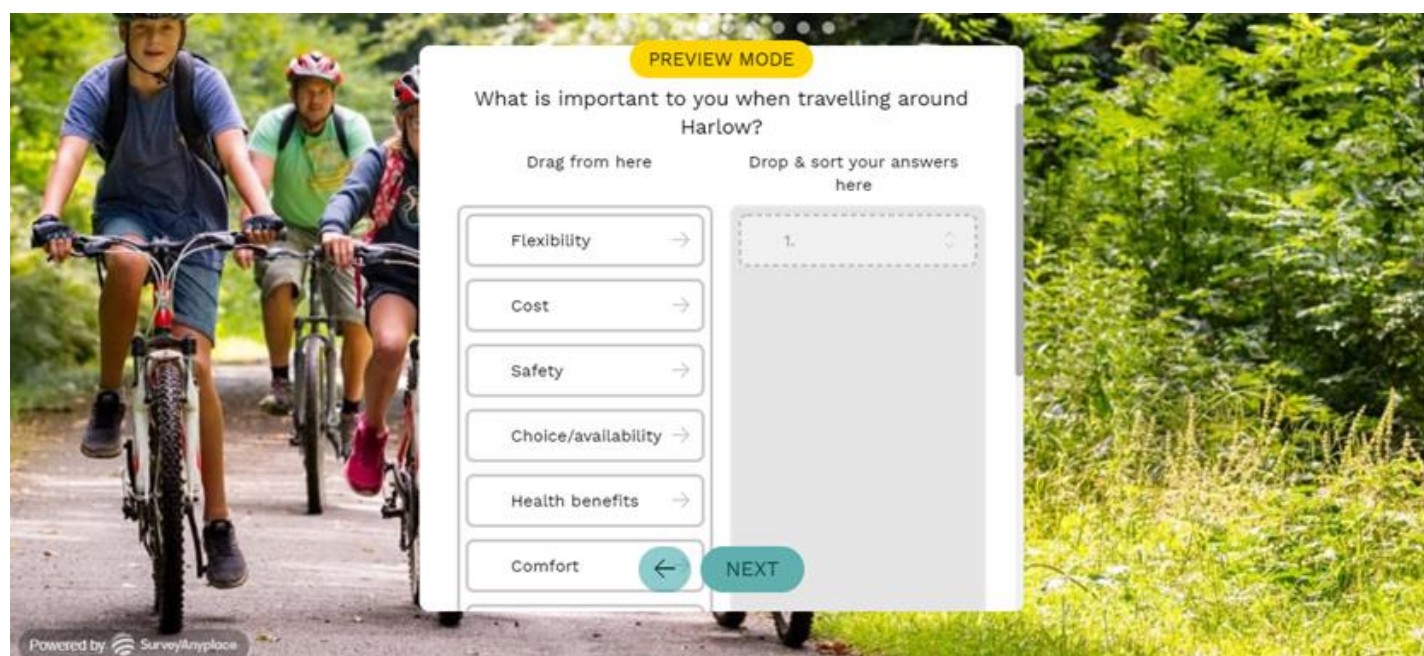 PREVIEW MODE
What is important to you when travelling around
Harlow?
Drag from here
Drop & sort your answers
here
Flexibility
1.
Cost
Safety
Choice/availability
Health benefits
Comfort
NEXT
Powered by SurveyAnyplace